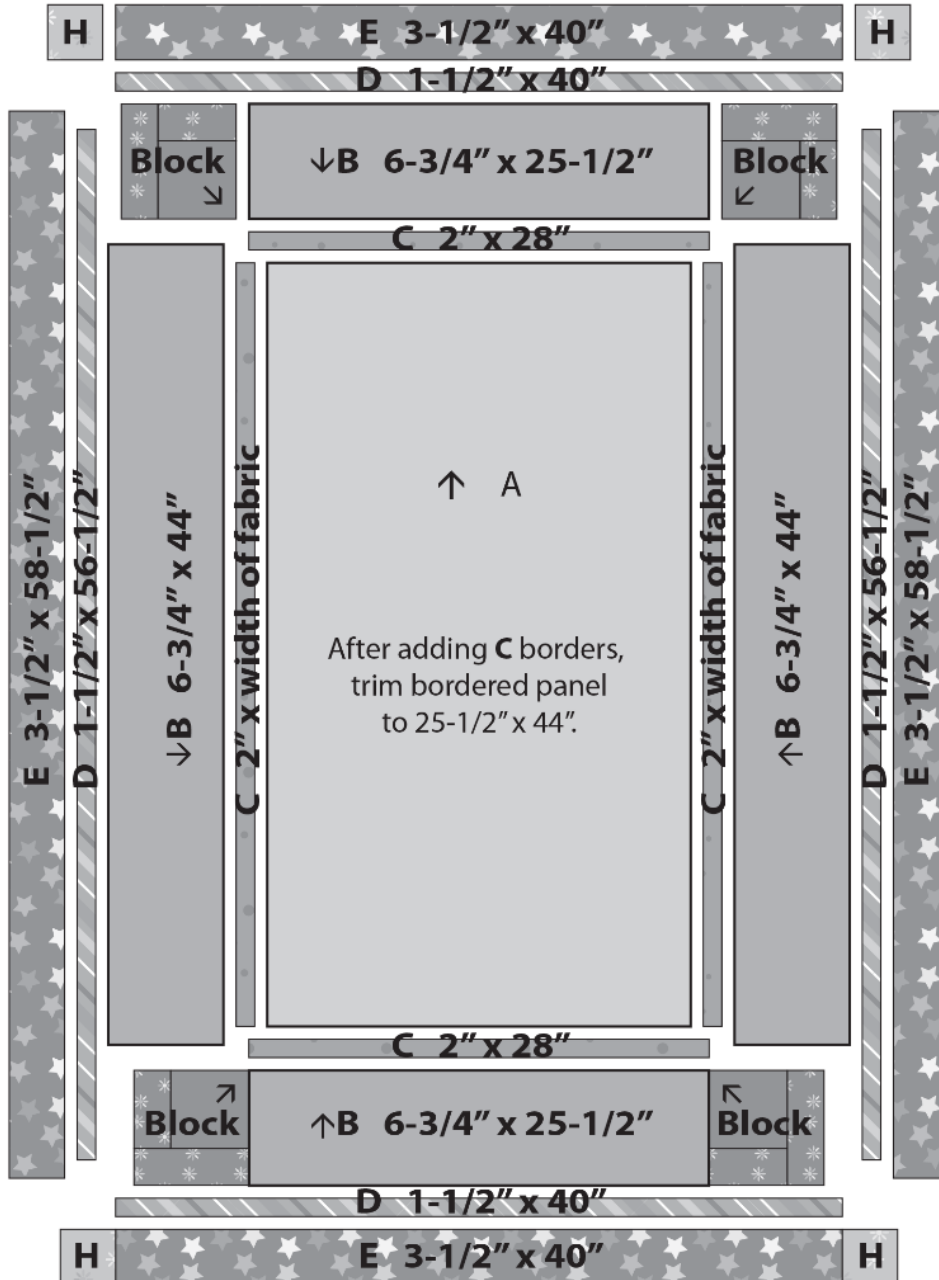 H
E 3-1/2” x 40”
H
D 1-1/2” x 40”
Block
↓B 6-3/4” x 25-1/2”
Block
C 2” x 28”
E 3-1/2” x 58-1/2”
D 1-1/2” x 56-1/2”
↓B 6-3/4” x 44”
C 2” x width of fabric
↑ A
After adding C borders,
trim bordered panel
to 25-1/2” x 44”.
C 2” x width of fabric
↑B 6-3/4” x 44”
D 1-1/2” x 56-1/2”
E 3-1/2” x 58-1/2”
C 2” x 28”
Block
↑B 6-3/4” x 25-1/2”
Block
D 1-1/2” x 40”
H
E 3-1/2” x 40”
H